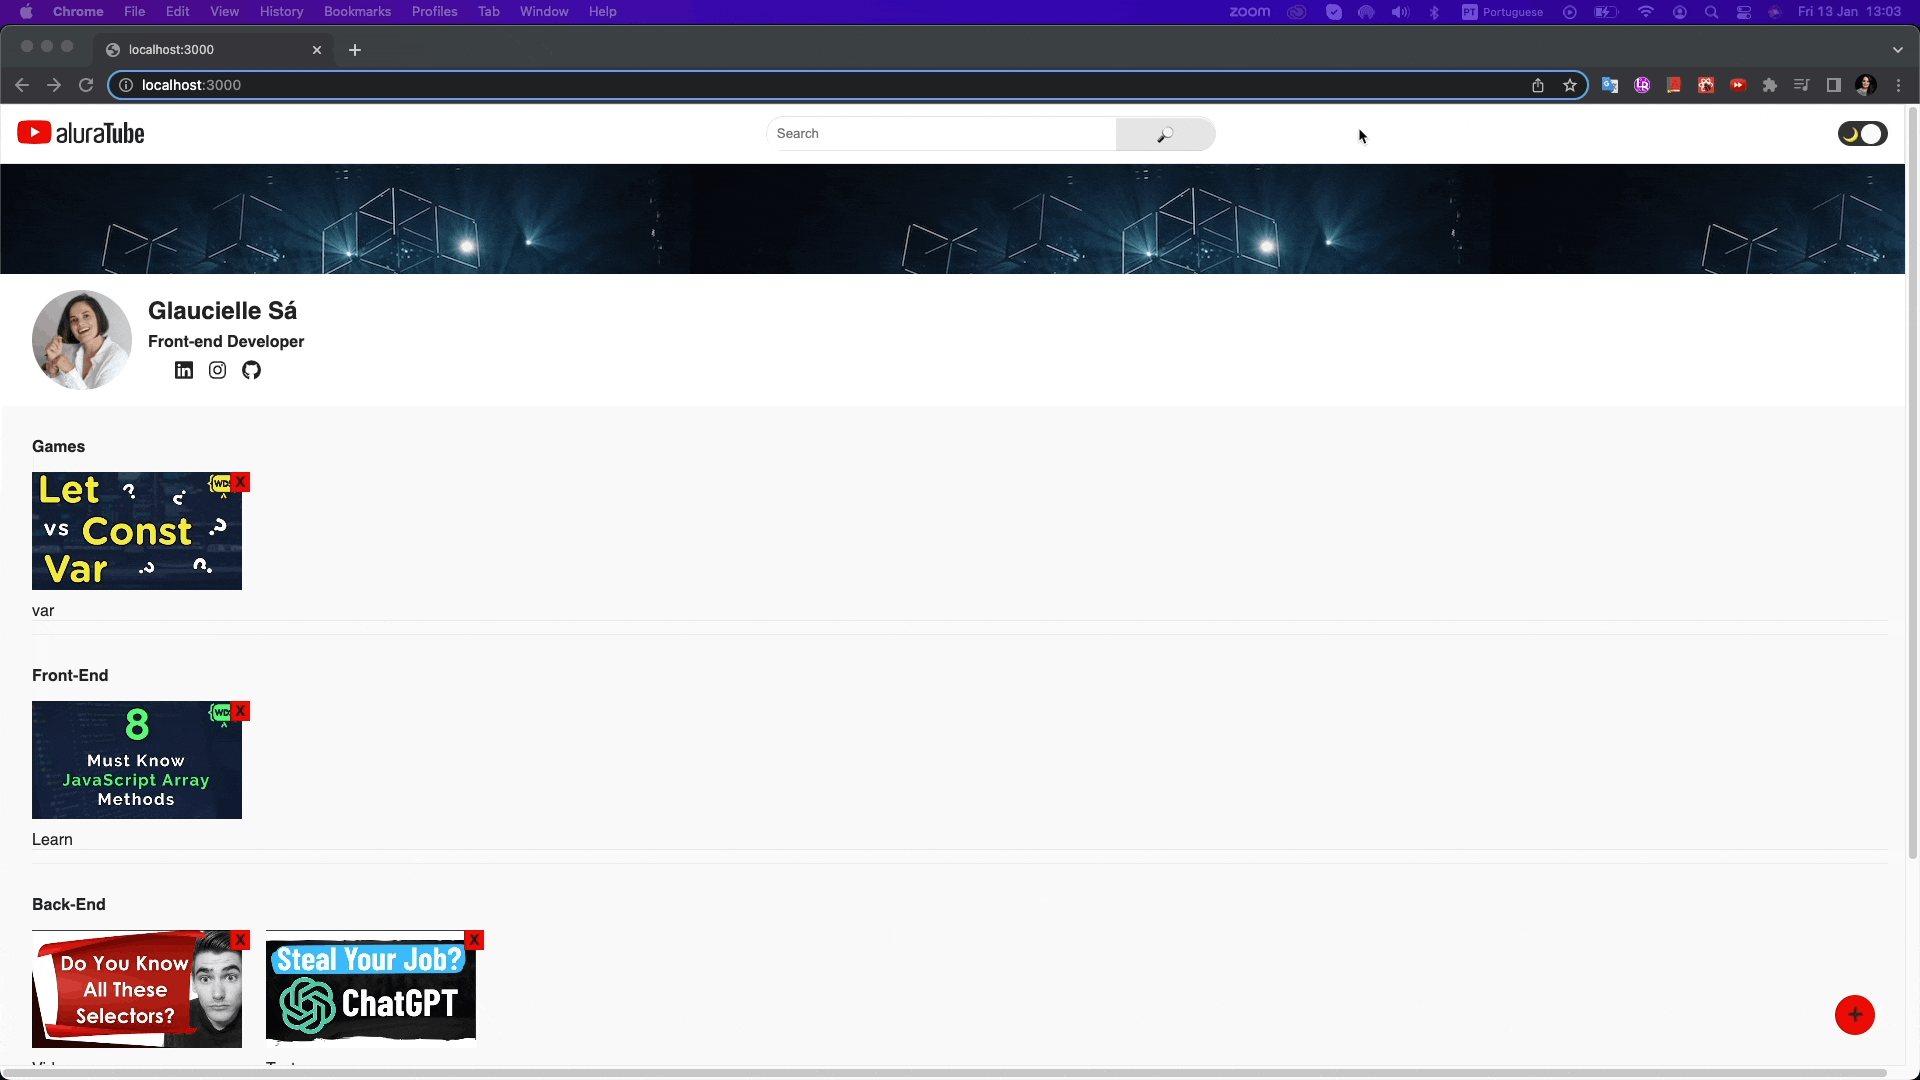 Chrome File Edit View History Bookmarks Profiles Tab Window Help zoom PT Portuguese Fri 13 Jan 13:03
localhost:3000
localhost:3000
aluraTube
Search
Glaucielle Sá
Front-end Developer
Games
Let
vs Const
Var
X
var
Front-End
8
Must Know
JavaScript Array
Methods
X
Learn
Back-End
Do You Know
All These
Selectors?
X
Steal Your Job?
ChatGPT
X
+